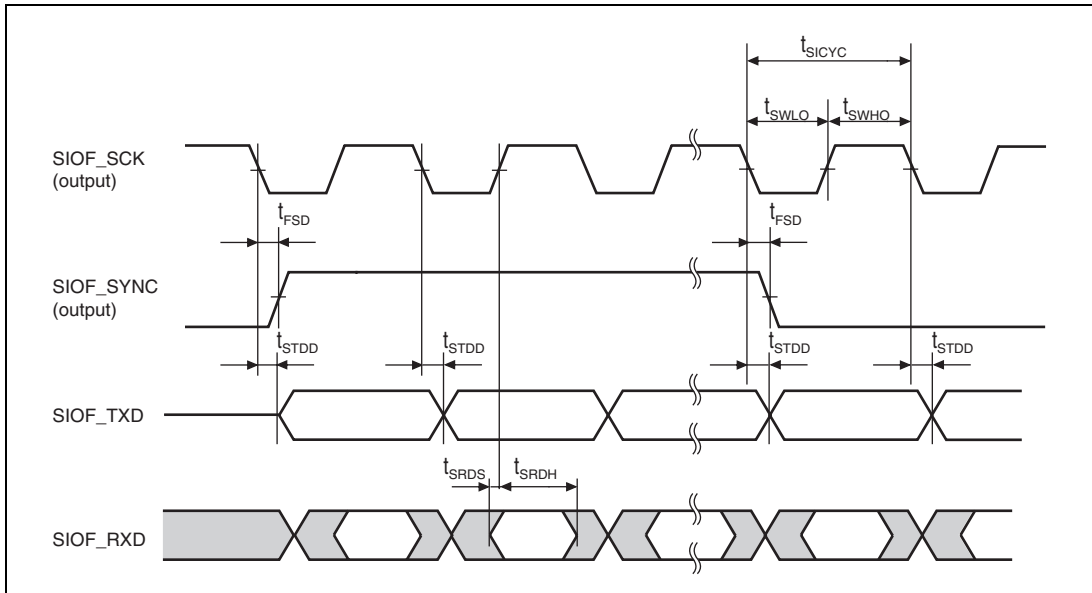 tSICYC
tSWLO
tSWHO
SIOF_SCK
(output)
tFSD
tFSD
SIOF_SYNC
(output)
tSTDD
tSTDD
tSTDD
tSTDD
SIOF_TXD
tSRDS
tSRDH
SIOF_RXD